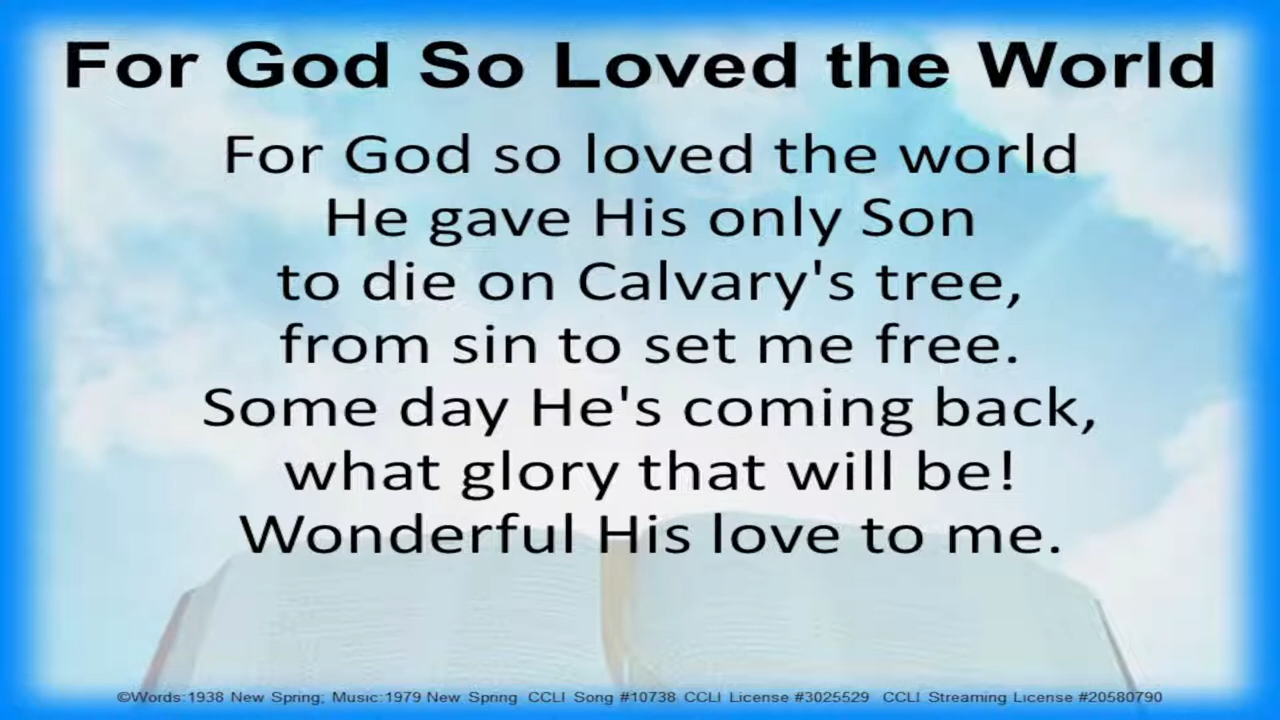 For God So Loved the World
For God so loved the world
He gave His only Son
to die on Calvary's tree,
from sin to set me free.
Some day He's coming back,
what glory that will be!
Wonderful His love to me.
©Words:1938 New Spring; Music:1979 New Spring CCLI Song #10738 CCLI License #3025529 CCLI Streaming License #20580790